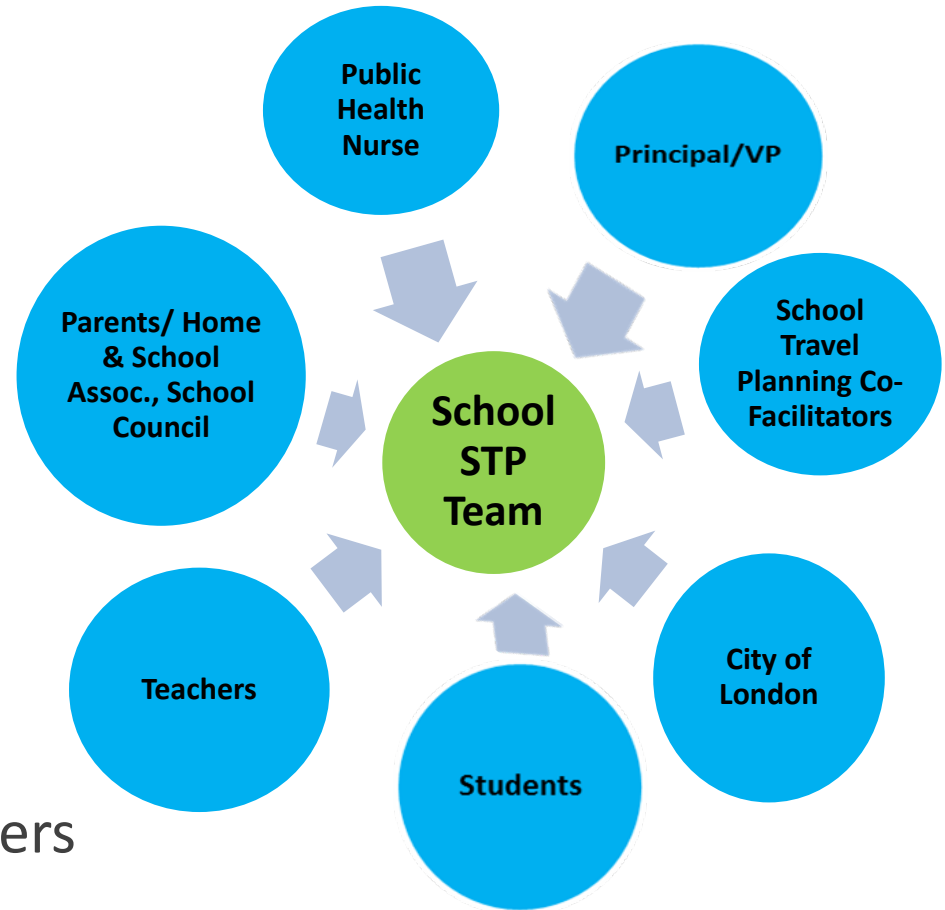 Public
Health
Nurse
Principal/VP
Parents/ Home
& School
Assoc., School
Council
School
Travel
Planning Co-
Facilitators
School
STP
Team
Teachers
City of
London
Students
ers